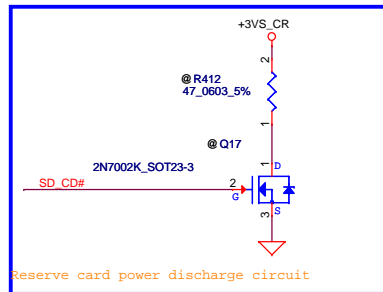 +3VS_CR
2
@ R412
47_0603_5%
1
@ Q17
2N7002K_SOT23-3
1 D
SD_CD#
2
G
S
3
Reserve card power discharge circuit